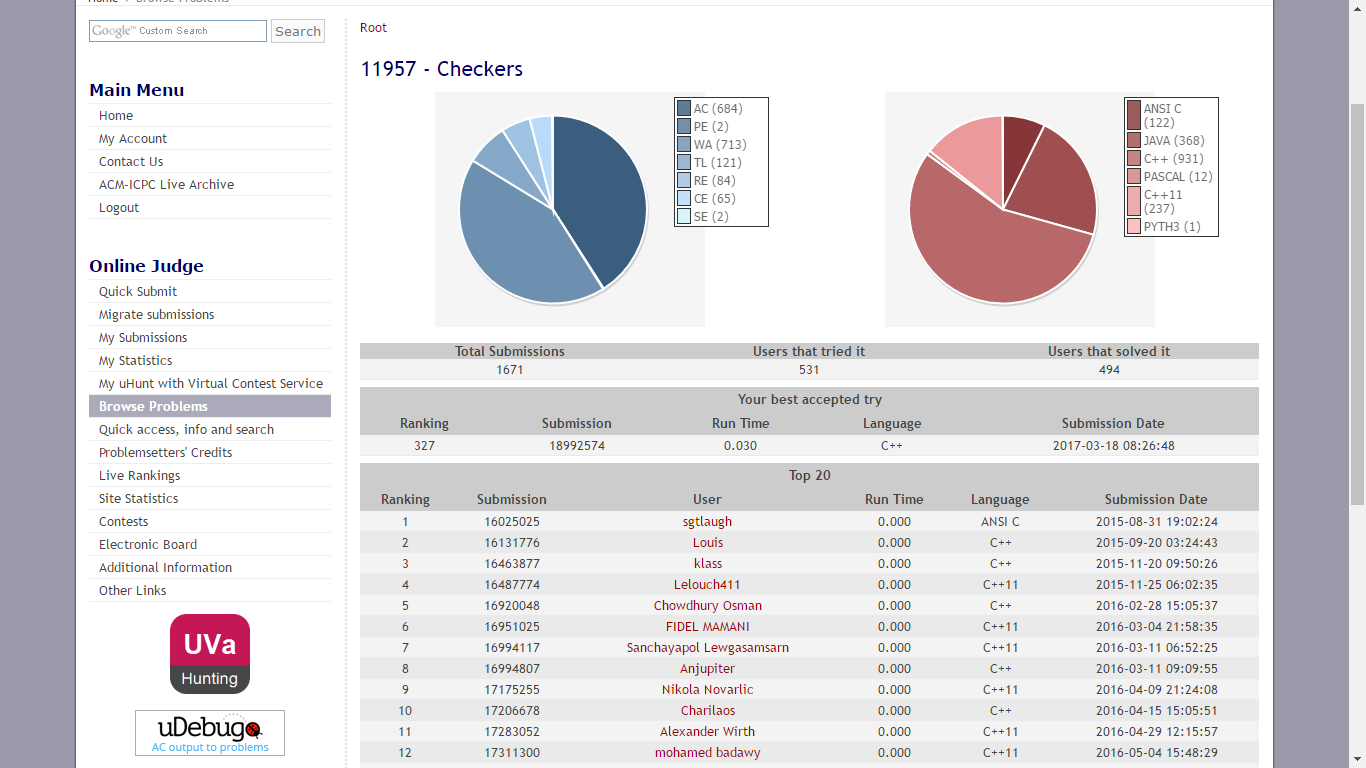 Home
Browse Problems
Google™ Custom Search
Search
Main Menu
Home
My Account
Contact Us
ACM-ICPC Live Archive
Logout
Online Judge
Quick Submit
Migrate submissions
My Submissions
My Statistics
My uHunt with Virtual Contest Service
Browse Problems
Quick access, info and search
Problemsetters' Credits
Live Rankings
Site Statistics
Contests
Electronic Board
Additional Information
Other Links
UVa
Hunting
uDebug
AC output to problems
Root
11957 - Checkers
AC (684)
PE (2)
WA (713)
TL (121)
RE (84)
CE (65)
SE (2)
ANSI C
(122)
JAVA (368)
C++ (931)
PASCAL (12)
C++11
(237)
PYTH3 (1)
Total Submissions Users that tried it Users that solved it
1671 531 494
Your best accepted try
Ranking Submission Run Time Language Submission Date
327 18992574 0.030 C++ 2017-03-18 08:26:48
Top 20
Ranking Submission User Run Time Language Submission Date
1 16025025 sgtlaugh 0.000 ANSI C 2015-08-31 19:02:24
2 16131776 Louis 0.000 C++ 2015-09-20 03:24:43
3 16463877 klass 0.000 C++ 2015-11-20 09:50:26
4 16487774 Lelouch411 0.000 C++11 2015-11-25 06:02:35
5 16920048 Chowdhury Osman 0.000 C++ 2016-02-28 15:05:37
6 16951025 FIDEL MAMANI 0.000 C++11 2016-03-04 21:58:35
7 16994117 Sanchayapol Lewgasamsarn 0.000 C++11 2016-03-11 06:52:25
8 16994807 Anjupiter 0.000 C++ 2016-03-11 09:09:55
9 17175255 Nikola Novarlic 0.000 C++11 2016-04-09 21:24:08
10 17206678 Charilaos 0.000 C++ 2016-04-15 15:05:51
11 17283052 Alexander Wirth 0.000 C++11 2016-04-29 12:15:57
12 17311300 mohamed badawy 0.000 C++11 2016-05-04 15:48:29